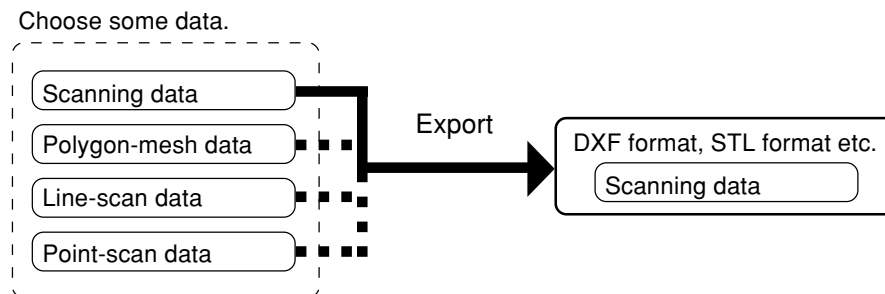 Choose some data.
Scanning data
Polygon-mesh data
Line-scan data
Point-scan data
Export
DXF format, STL format etc.
Scanning data